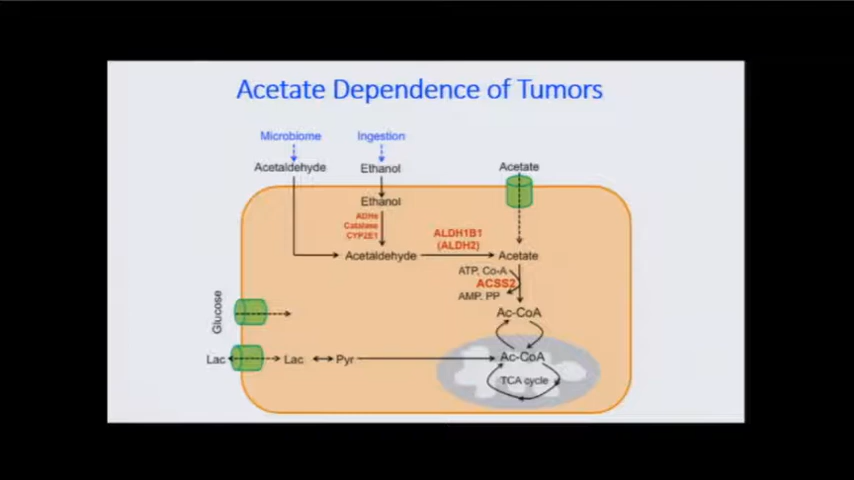 Acetate Dependence of Tumors
Microbiome
Ingestion
Acetaldehyde
Ethanol
Acetate
Ethanol
ADHs
Catalase
CYP2E1
ALDH1B1
(ALDH2)
Acetaldehyde
Acetate
ATP, Co-A
ACSS2
AMP, PP
Glucose
Ac-CoA
Lac
Lac
Pyr
Ac-CoA
TCA cycle